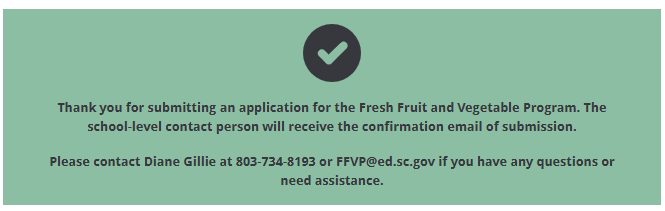 Thank you for submitting an application for the Fresh Fruit and Vegetable Program. The
school-level contact person will receive the confirmation email of submission.
Please contact Diane Gillie at 803-734-8193 or FFVP@ed.sc.gov if you have any questions or
need assistance.